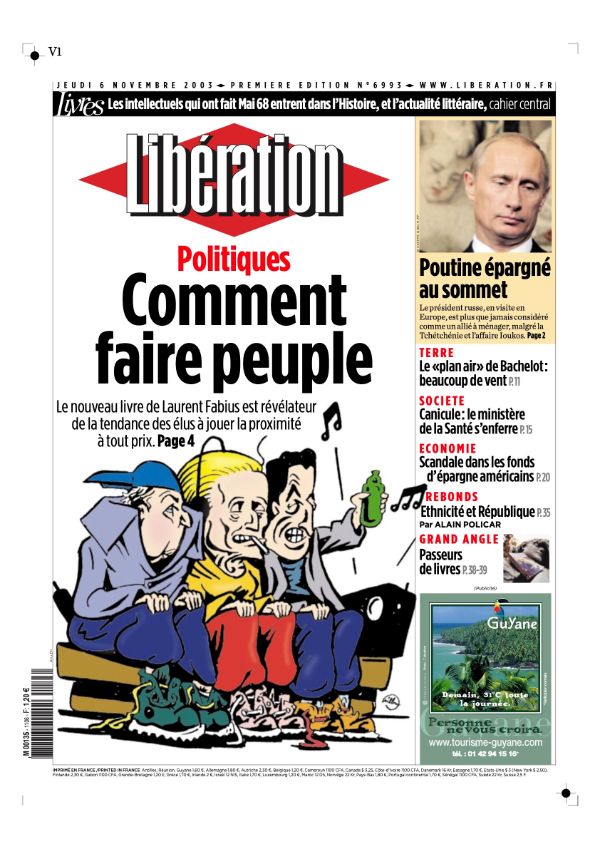 V1
JEUDI 6 NOVEMBRE 2003 PREMIERE EDITION N°6993 WWW.LIBERATION.FR
Livres Les intellectuels qui ont fait Mai 68 entrent dans l'Histoire, et l'actualité littéraire, cahier central
Libération
Politiques
Comment
faire peuple
Le nouveau livre de Laurent Fabius est révélateur
de la tendance des élus à jouer la proximité
à tout prix. Page 4
Poutine épargné
au sommet
Le président russe, en visite en
Europe, est plus que jamais considéré
comme un allié à ménager, malgré la
Tchétchénie et l'affaire Ioukos. Page 2
TERRE
Le «plan air» de Bachelot:
beaucoup de vent P.11
SOCIETE
Canicule: le ministère
de la Santé s'enferre P.15
ECONOMIE
Scandale dans les fonds
d'épargne américains P.20
REBONDS
Ethnicité et République P.35
Par ALAIN POLICAR
GRAND ANGLE
Passeurs
de livres P.38-39
(Publicité)
GuYane
Demain, 31°C toute
la journée.
Personne
ne vous croira.
Guyane
www.tourisme-guyane.com
tél. : 01 42 94 15 16
M 00135 - 1106 - F: 1,20 €
IMPRIMÉ EN FRANCE / PRINTED IN FRANCE